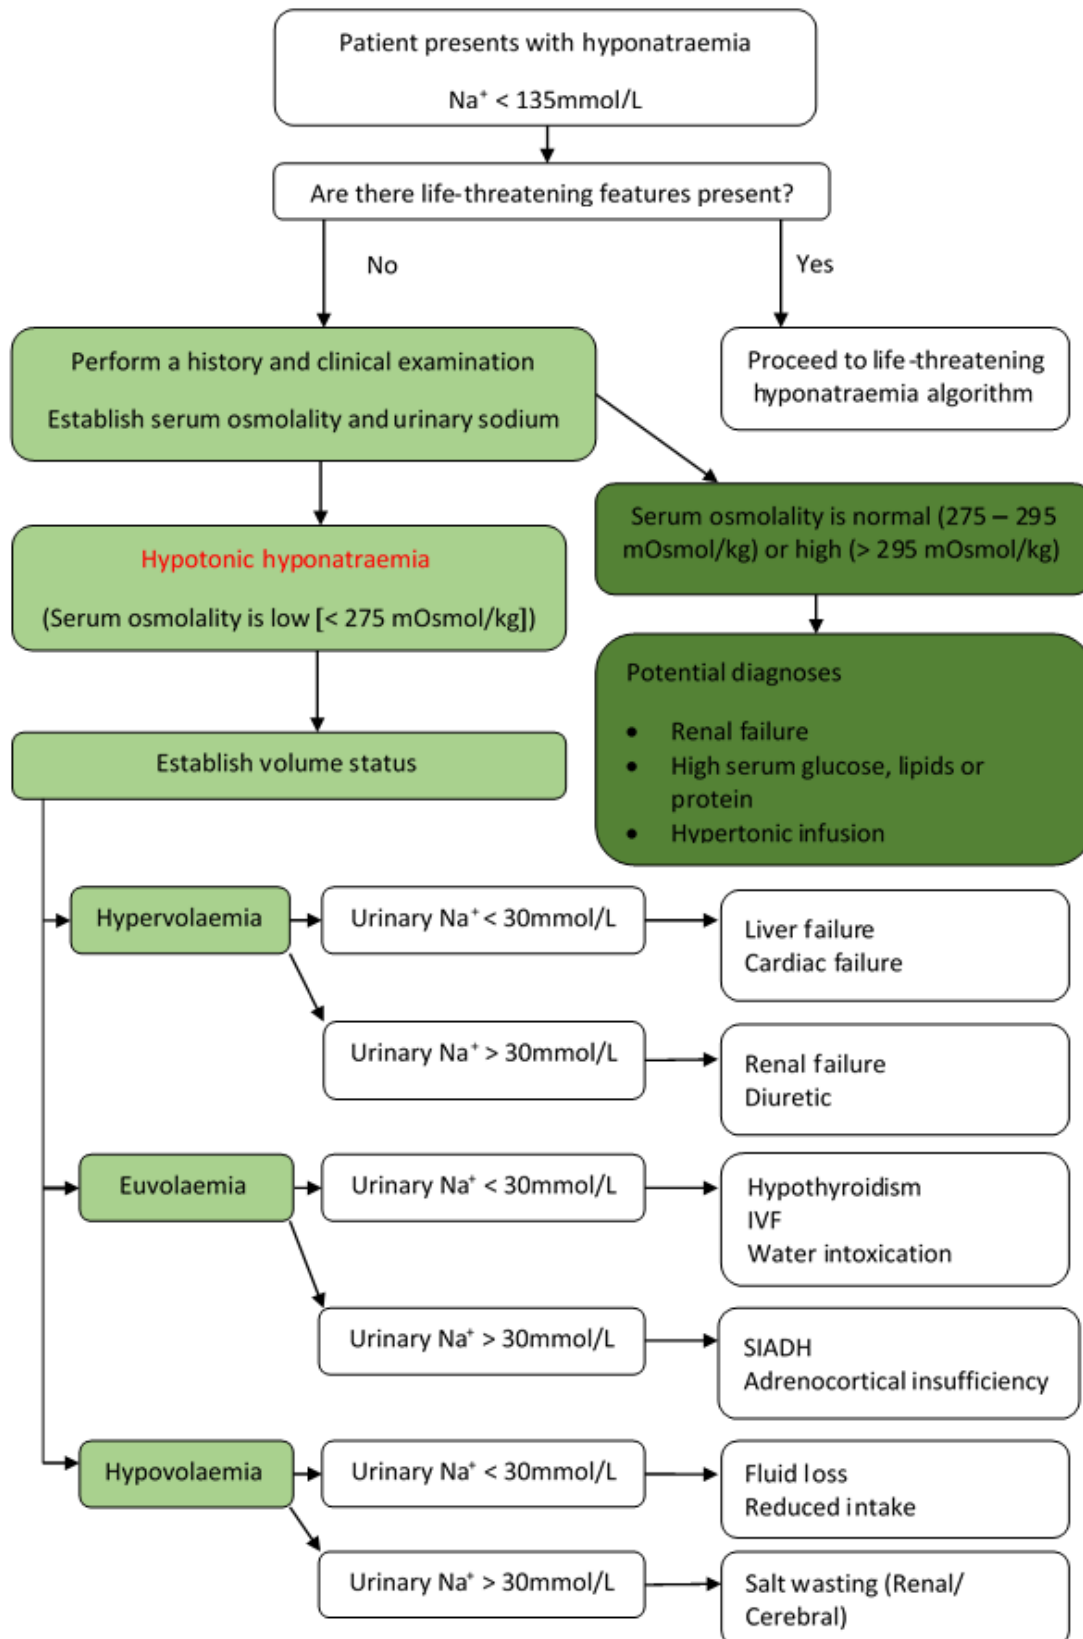 Patient presents with hyponatraemia
Na⁺ < 135mmol/L
Are there life-threatening features present?
No
Yes
Perform a history and clinical examination
Establish serum osmolality and urinary sodium
Proceed to life-threatening
hyponatraemia algorithm
Serum osmolality is normal (275 – 295
mOsmol/kg) or high (> 295 mOsmol/kg)
Hypotonic hyponatraemia
(Serum osmolality is low [< 275 mOsmol/kg])
Potential diagnoses
• Renal failure
• High serum glucose, lipids or
protein
• Hypertonic infusion
Establish volume status
Hypervolaemia
Urinary Na⁺ < 30mmol/L
Liver failure
Cardiac failure
Urinary Na⁺ > 30mmol/L
Renal failure
Diuretic
Euvolaemia
Urinary Na⁺ < 30mmol/L
Hypothyroidism
IVF
Water intoxication
Urinary Na⁺ > 30mmol/L
SIADH
Adrenocortical insufficiency
Hypovolaemia
Urinary Na⁺ < 30mmol/L
Fluid loss
Reduced intake
Urinary Na⁺ > 30mmol/L
Salt wasting (Renal/
Cerebral)